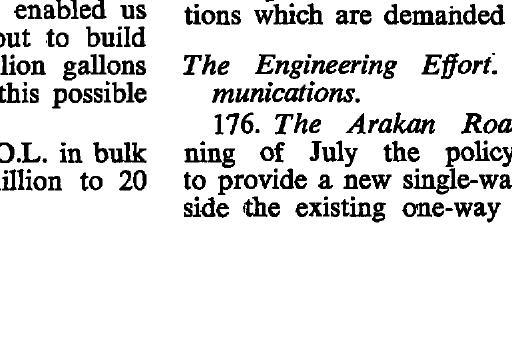 enabled us
out to build
lion gallons
this possible
O.L. in bulk
illion to 20
tions which are demanded
The Engineering Effort.
munications.
176. The Arakan Roa
ning of July the policy
to provide a new single-wa
side the existing one-way